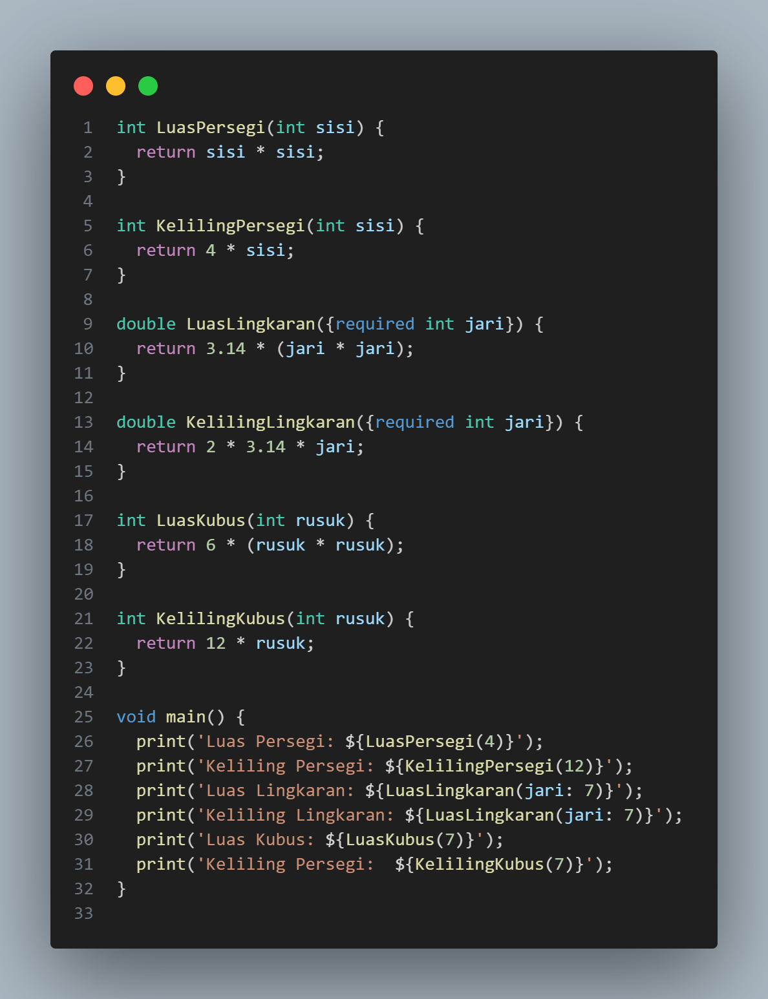 1 int LuasPersegi(int sisi) {
2   return sisi * sisi;
3 }
4
5 int KelilingPersegi(int sisi) {
6   return 4 * sisi;
7 }
8
9 double LuasLingkaran({required int jari}) {
10   return 3.14 * (jari * jari);
11 }
12
13 double KelilingLingkaran({required int jari}) {
14   return 2 * 3.14 * jari;
15 }
16
17 int LuasKubus(int rusuk) {
18   return 6 * (rusuk * rusuk);
19 }
20
21 int KelilingKubus(int rusuk) {
22   return 12 * rusuk;
23 }
24
25 void main() {
26   print('Luas Persegi: ${LuasPersegi(4)}');
27   print('Keliling Persegi: ${KelilingPersegi(12)}');
28   print('Luas Lingkaran: ${LuasLingkaran(jari: 7)}');
29   print('Keliling Lingkaran: ${LuasLingkaran(jari: 7)}');
30   print('Luas Kubus: ${LuasKubus(7)}');
31   print('Keliling Persegi:  ${KelilingKubus(7)}');
32 }
33